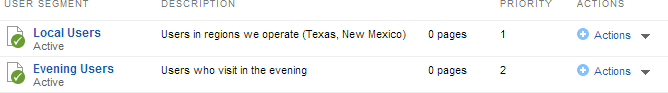 USER SEGMENT DESCRIPTION PRIORITY ACTIONS
Local Users Users in regions we operate (Texas, New Mexico) 0 pages 1 Actions
Active
Evening Users Users who visit in the evening 0 pages 2 Actions
Active